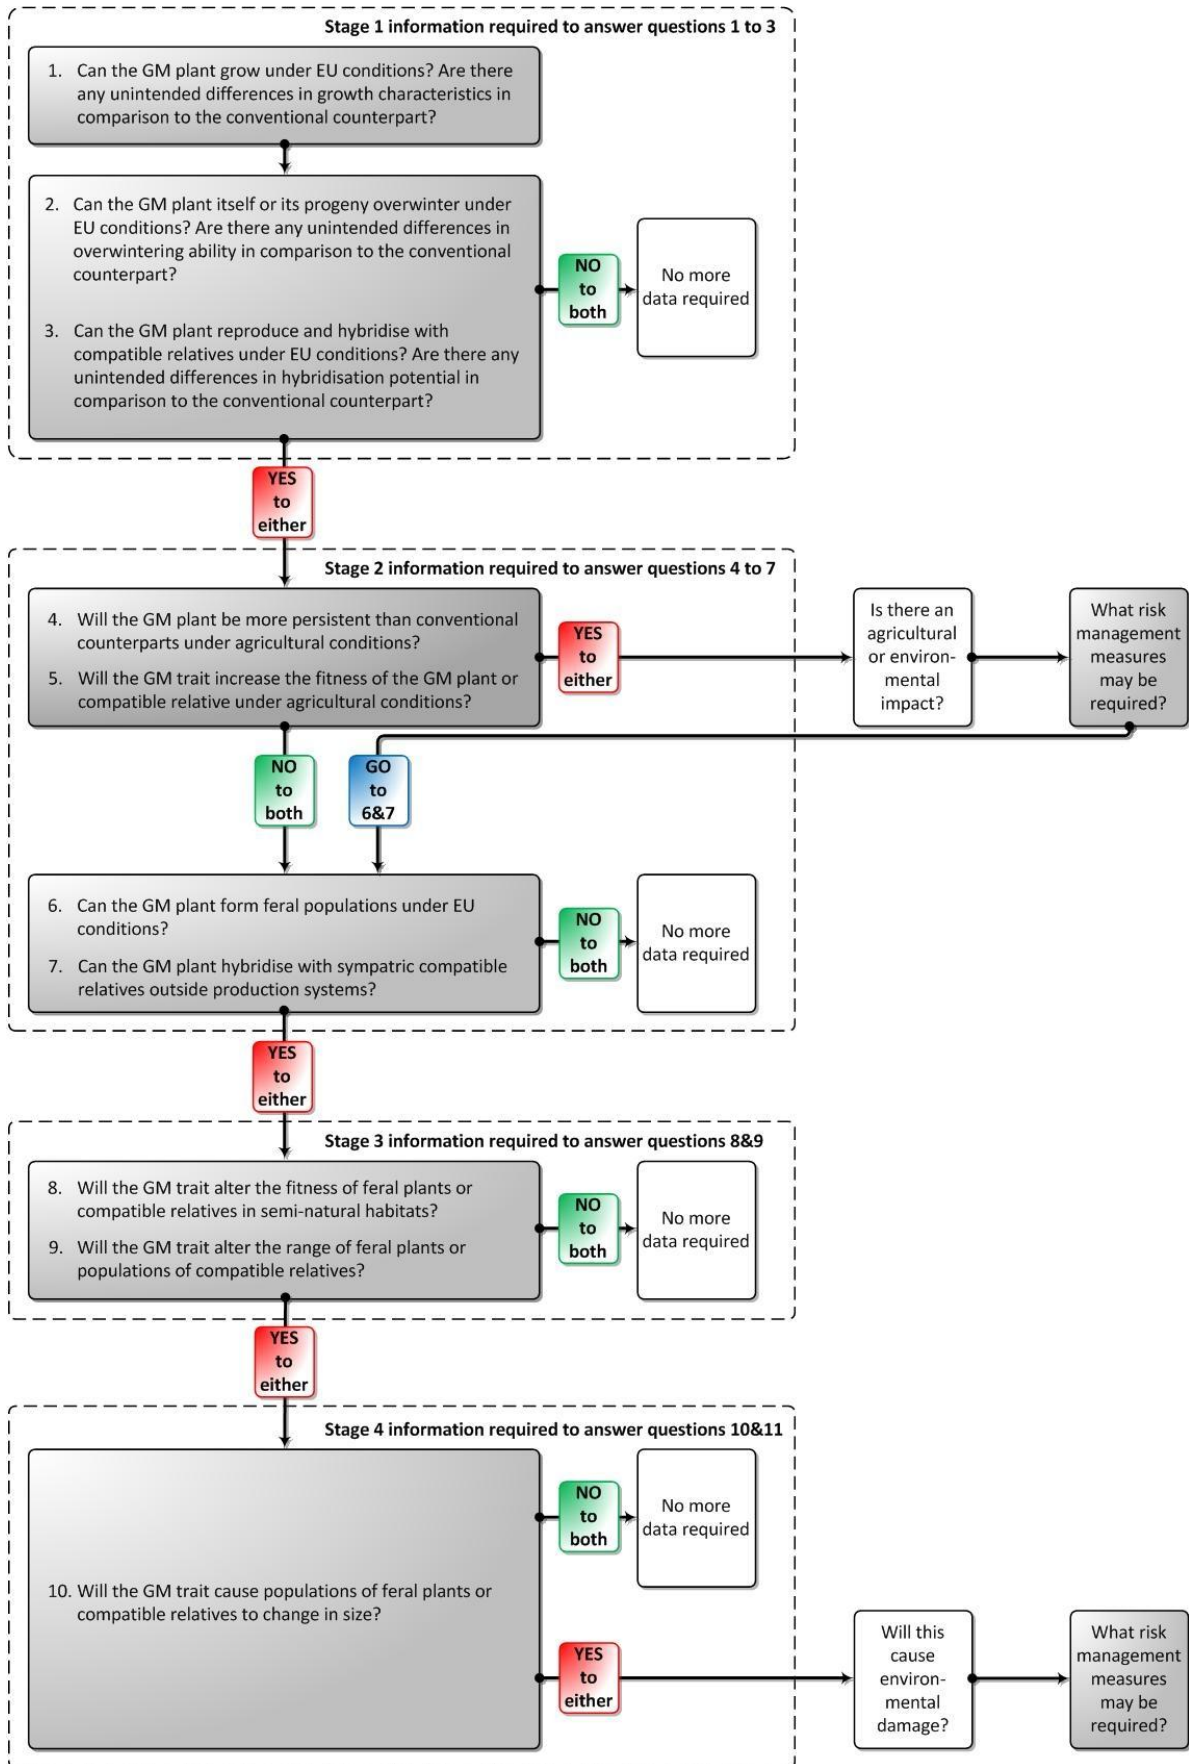 Stage 1 information required to answer questions 1 to 3
1. Can the GM plant grow under EU conditions? Are there
any unintended differences in growth characteristics in
comparison to the conventional counterpart?
2. Can the GM plant itself or its progeny overwinter under
EU conditions? Are there any unintended differences in
overwintering ability in comparison to the conventional
counterpart?
3. Can the GM plant reproduce and hybridise with
compatible relatives under EU conditions? Are there any
unintended differences in hybridisation potential in
comparison to the conventional counterpart?
NO
to
both
No more
data required
YES
to
either
Stage 2 information required to answer questions 4 to 7
4. Will the GM plant be more persistent than conventional
counterparts under agricultural conditions?
5. Will the GM trait increase the fitness of the GM plant or
compatible relative under agricultural conditions?
YES
to
either
Is there an
agricultural
or environ-
mental
impact?
What risk
management
measures
may be
required?
NO
to
both
GO
to
6&7
6. Can the GM plant form feral populations under EU
conditions?
7. Can the GM plant hybridise with sympatric compatible
relatives outside production systems?
NO
to
both
No more
data required
YES
to
either
Stage 3 information required to answer questions 8&9
8. Will the GM trait alter the fitness of feral plants or
compatible relatives in semi-natural habitats?
9. Will the GM trait alter the range of feral plants or
populations of compatible relatives?
NO
to
both
No more
data required
YES
to
either
Stage 4 information required to answer questions 10&11
10. Will the GM trait cause populations of feral plants or
compatible relatives to change in size?
NO
to
both
No more
data required
YES
to
either
Will this
cause
environ-
mental
damage?
What risk
management
measures
may be
required?